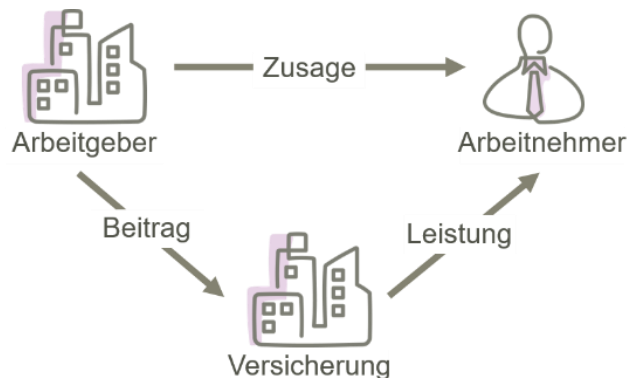 Zusage
Arbeitgeber
Arbeitnehmer
Beitrag
Leistung
Versicherung